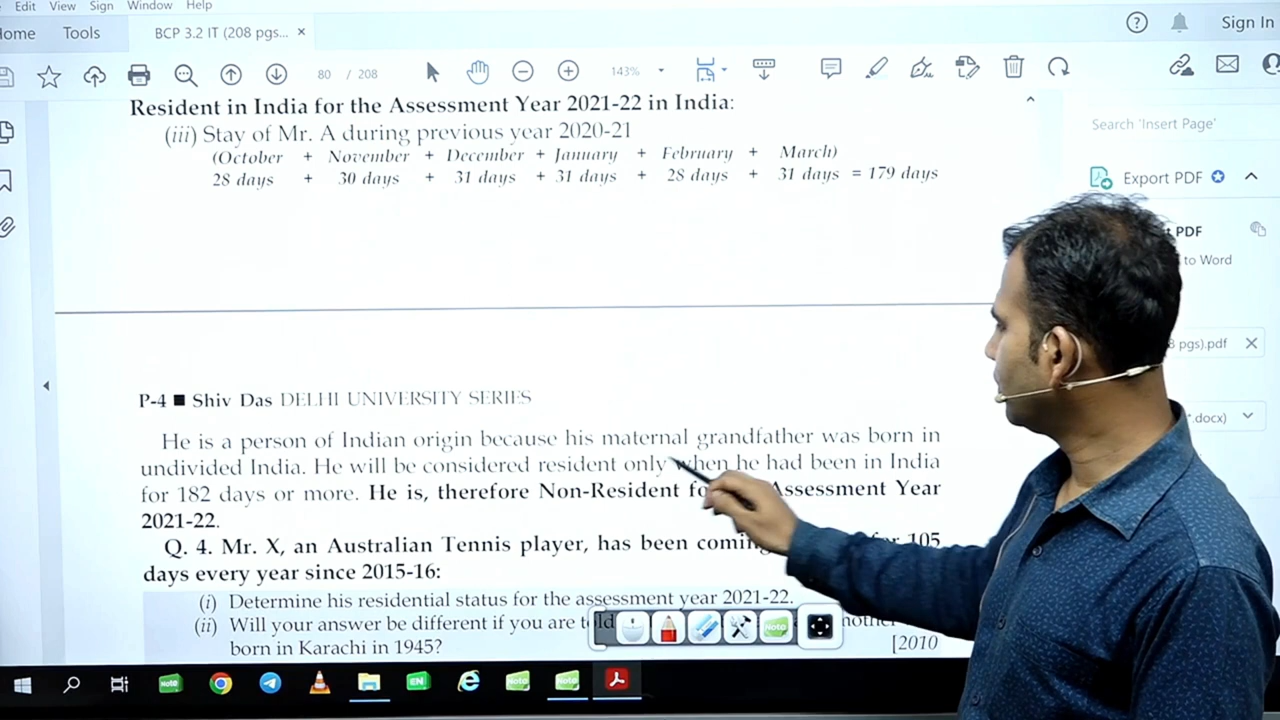 Edit View Sign Window Help
Home Tools BCP 3.2 IT (208 pgs... × Sign In
80 / 208 143%
Resident in India for the Assessment Year 2021-22 in India:
(iii) Stay of Mr. A during previous year 2020-21
(October + November + December + January + February + March)
28 days + 30 days + 31 days + 31 days + 28 days + 31 days = 179 days
P-4 ■ Shiv Das DELHI UNIVERSITY SERIES
He is a person of Indian origin because his maternal grandfather was born in
undivided India. He will be considered resident only when he had been in India
for 182 days or more. He is, therefore Non-Resident Assessment Year
2021-22.
Q. 4. Mr. X, an Australian Tennis player, has been 105
days every year since 2015-16:
(i) Determine his residential status for the assessment year 2021-22.
(ii) Will your answer be different if you are
born in Karachi in 1945? [2010
Search 'Insert Page'
Export PDF
PDF
to Word
pgs).pdf ×
.docx)
Note
Note EN Note Note